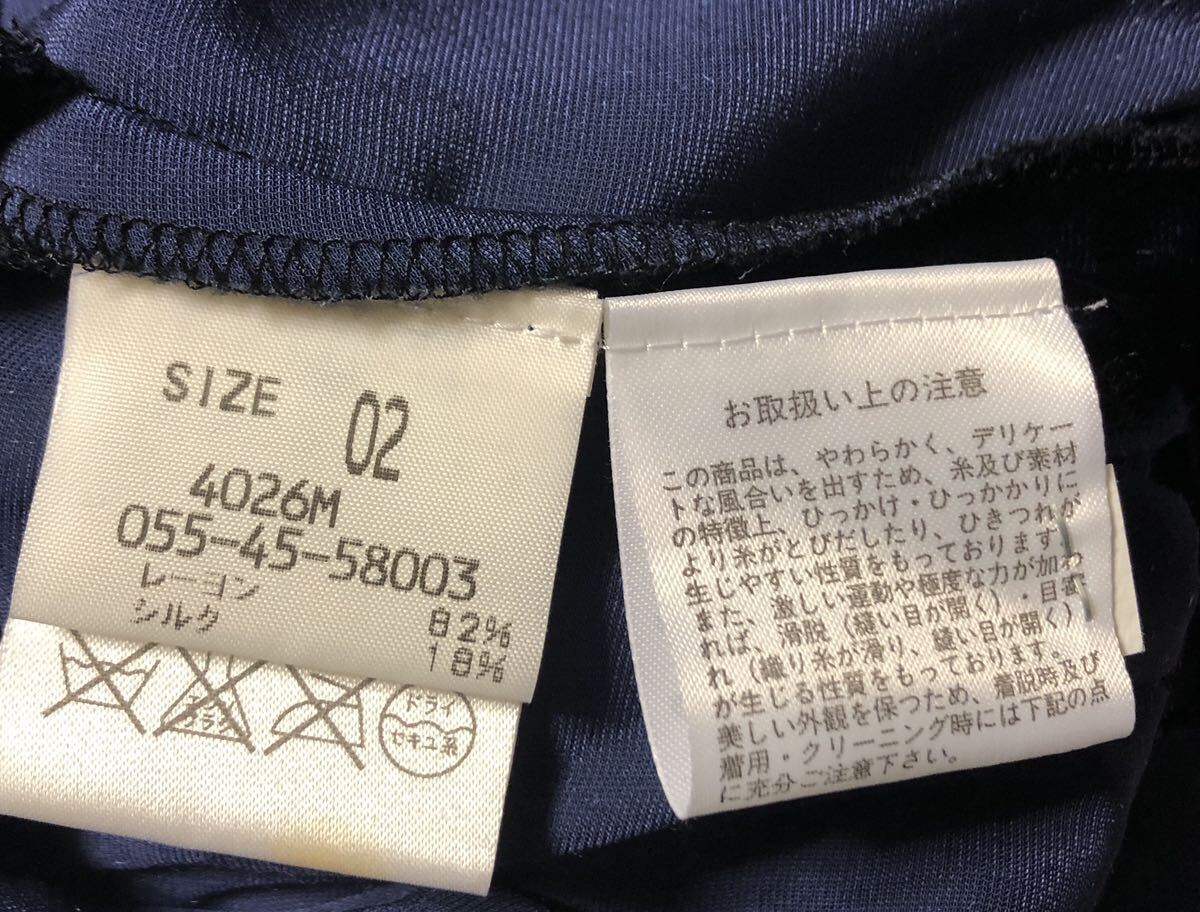 SIZE 02
4026M
055-45-58003
レーヨン 82%
シルク 18%
ドライ
セキユ系
お取扱い上の注意
この商品は、やわらかく、デリケー
トな風合いを出すため、糸及び素材
の特徴上、ひっかけ・ひっかかりに
より糸がとびだしたり、ひきつれが
生じやすい性質をもっております。
また、激しい運動や極度な力が加わ
れば、滑脱(縫い目が開く)・目寄
れ(織り糸が滑り、縫い目が開く)
が生じる性質をもっております。
美しい外観を保つため、着脱時及び
着用・クリーニング時には下記の点
に充分ご注意下さい。